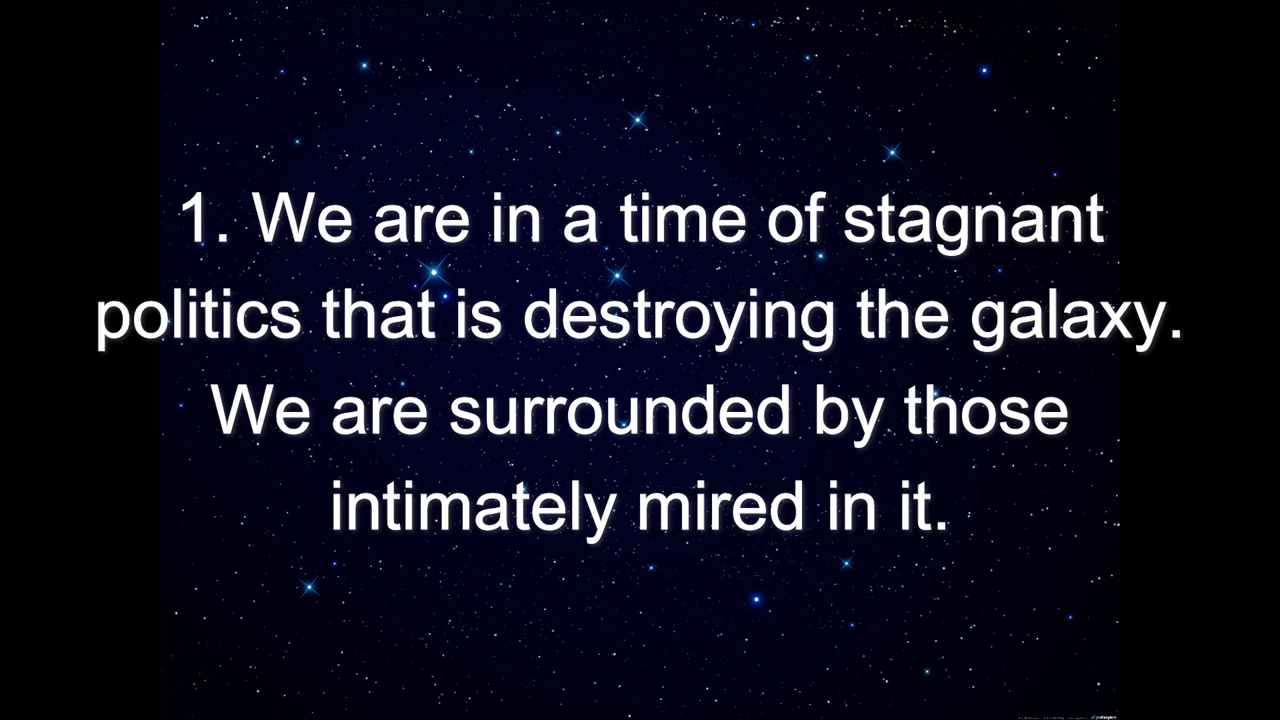 1. We are in a time of stagnant
politics that is destroying the galaxy.
We are surrounded by those
intimately mired in it.